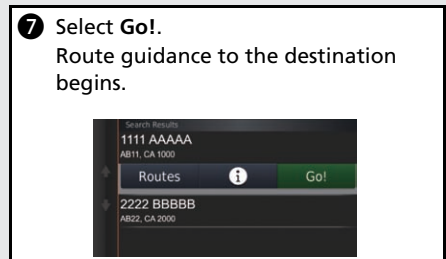 7 Select Go!.
Route guidance to the destination
begins.
Search Results
1111 AAAAA
AB11, CA 1000
Routes i Go!
2222 BBBBB
AB22, CA 2000